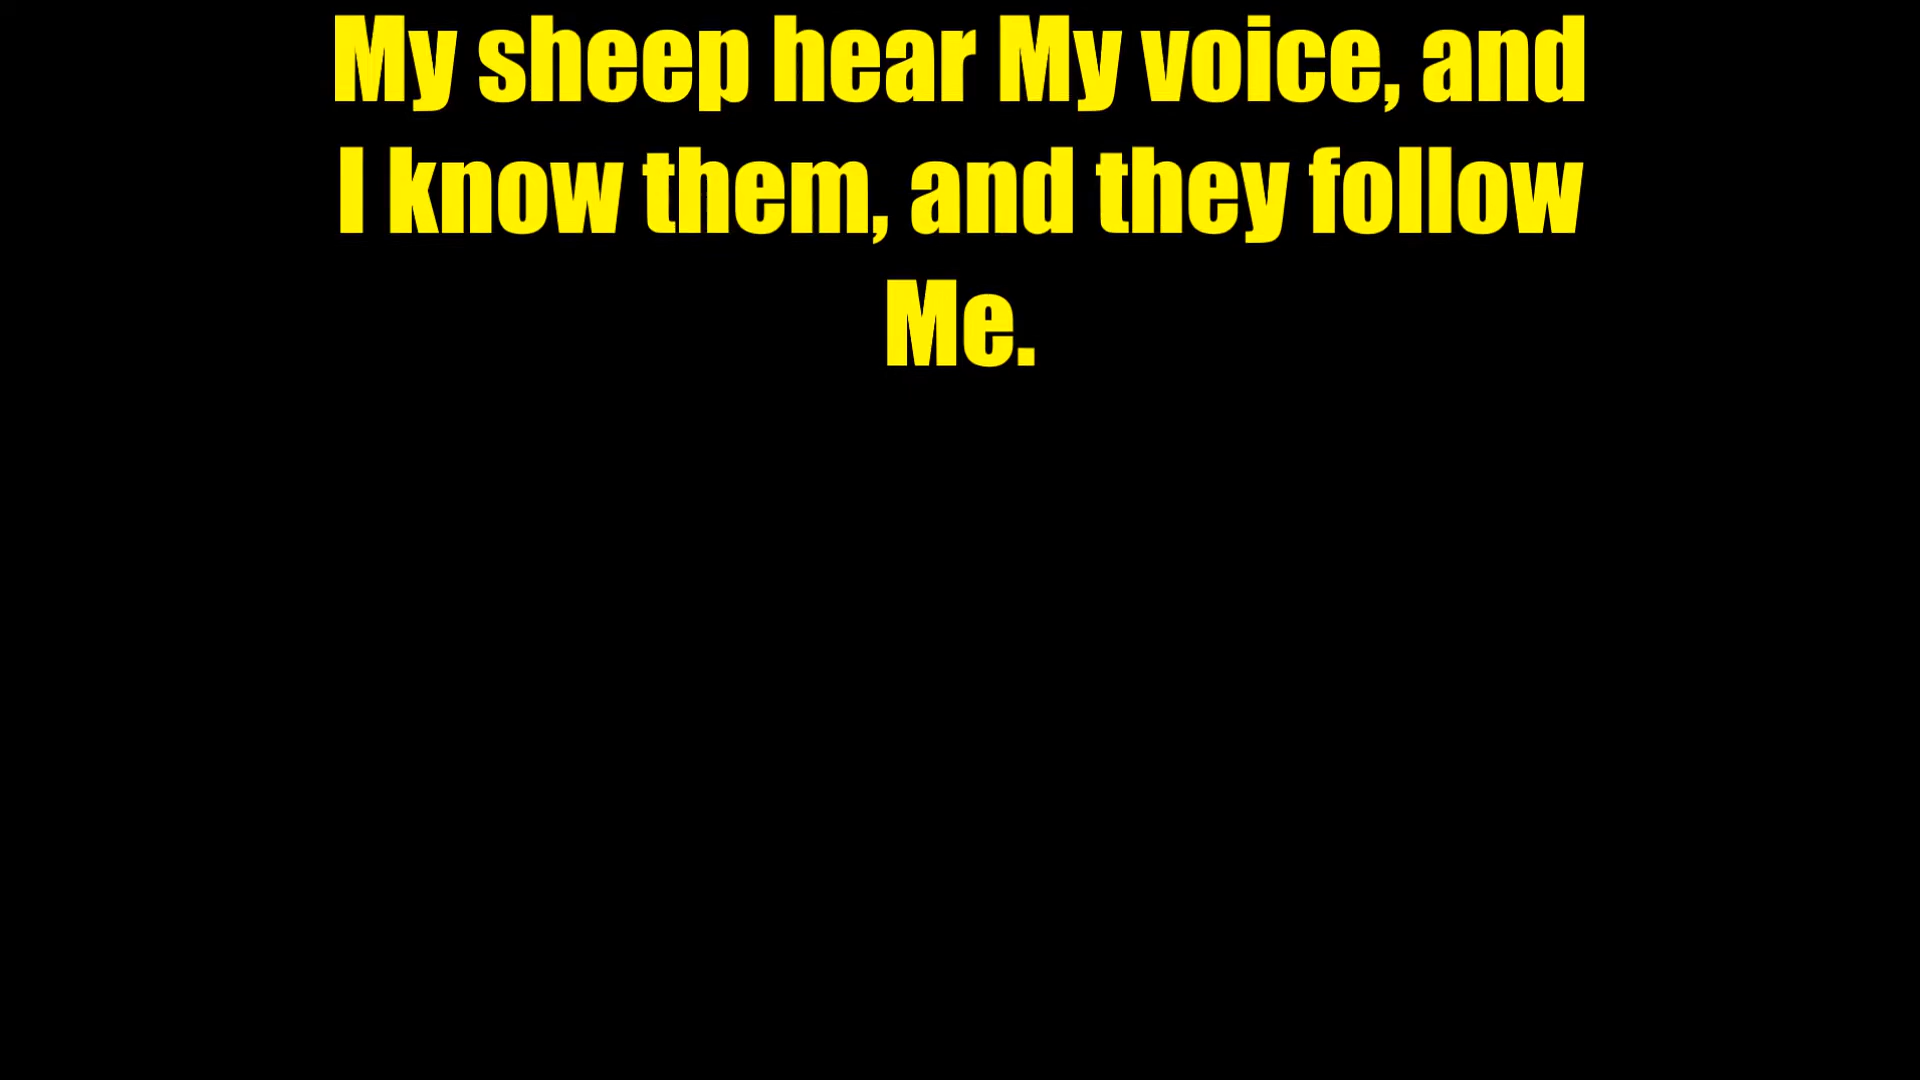 My sheep hear My voice, and
I know them, and they follow
Me.